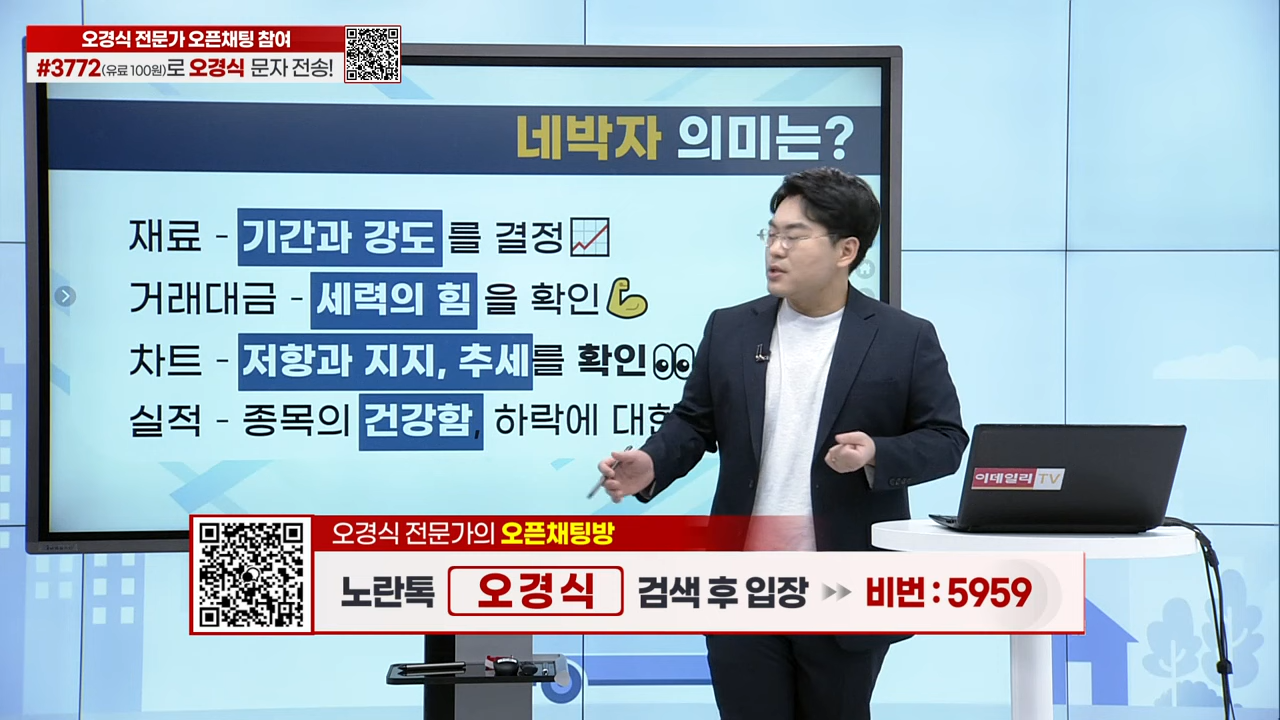 오경식 전문가 오픈채팅 참여
#3772(유료 100원)로 오경식 문자 전송!
네박자 의미는?
재료 - 기간과 강도를 결정📈
거래대금 - 세력의 힘을 확인💪
차트 - 저항과 지지, 추세를 확인👀
실적 - 종목의 건강함, 하락에
이데일리TV
오경식 전문가의 오픈채팅방
노란톡 오경식 검색 후 입장 비번 : 5959